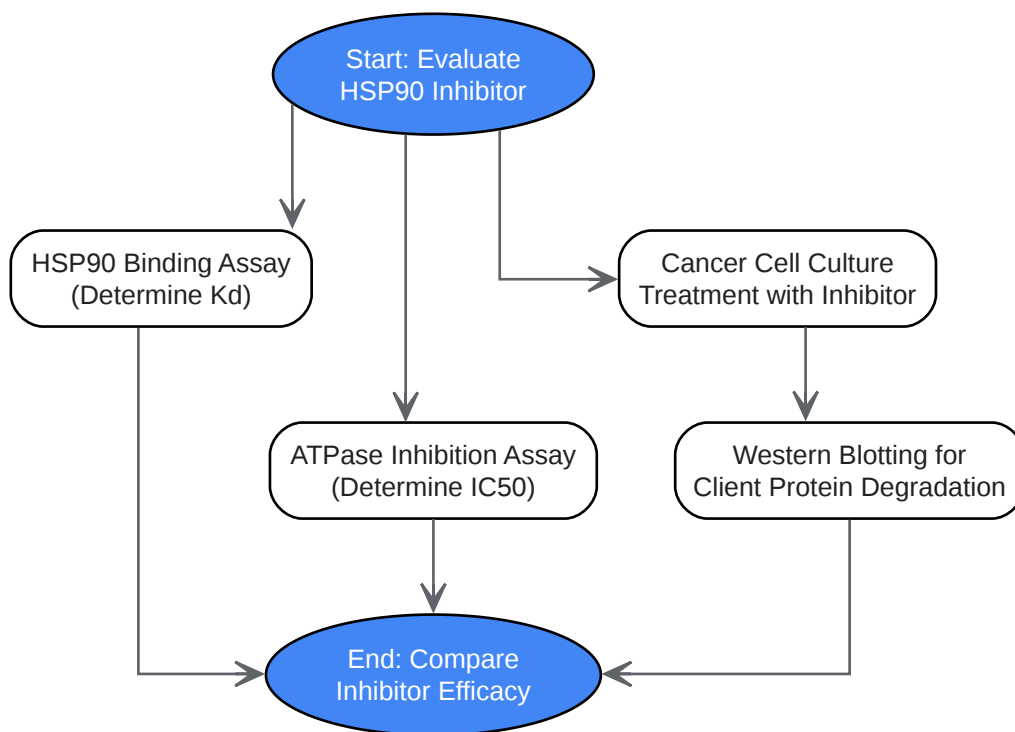 Start: Evaluate
HSP90 Inhibitor
HSP90 Binding Assay
(Determine Kd)
Cancer Cell Culture
Treatment with Inhibitor
ATPase Inhibition Assay
(Determine IC50)
Western Blotting for
Client Protein Degradation
End: Compare
Inhibitor Efficacy